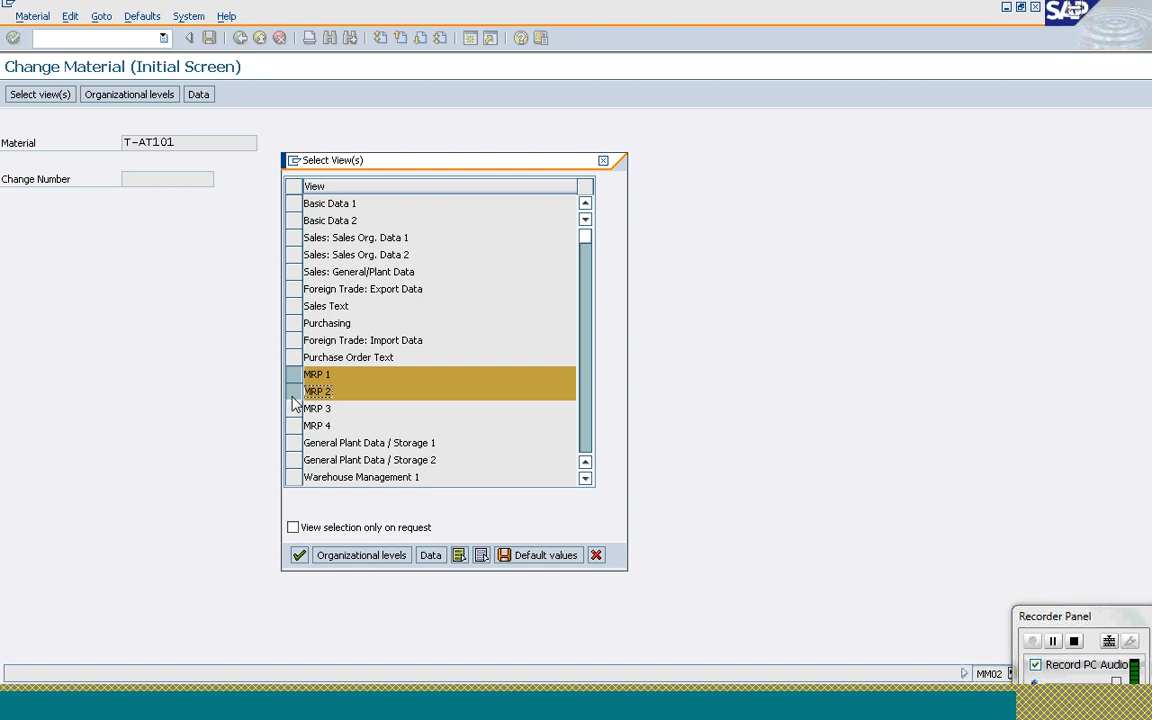 Material Edit Goto Defaults System Help
SAP
Change Material (Initial Screen)
Select view(s) Organizational levels Data
Material T-AT101
Change Number
Select View(s)
View
Basic Data 1
Basic Data 2
Sales: Sales Org. Data 1
Sales: Sales Org. Data 2
Sales: General/Plant Data
Foreign Trade: Export Data
Sales Text
Purchasing
Foreign Trade: Import Data
Purchase Order Text
MRP 1
MRP 2
MRP 3
MRP 4
General Plant Data / Storage 1
General Plant Data / Storage 2
Warehouse Management 1
View selection only on request
Organizational levels Data Default values
Recorder Panel
Record PC Audio
MM02